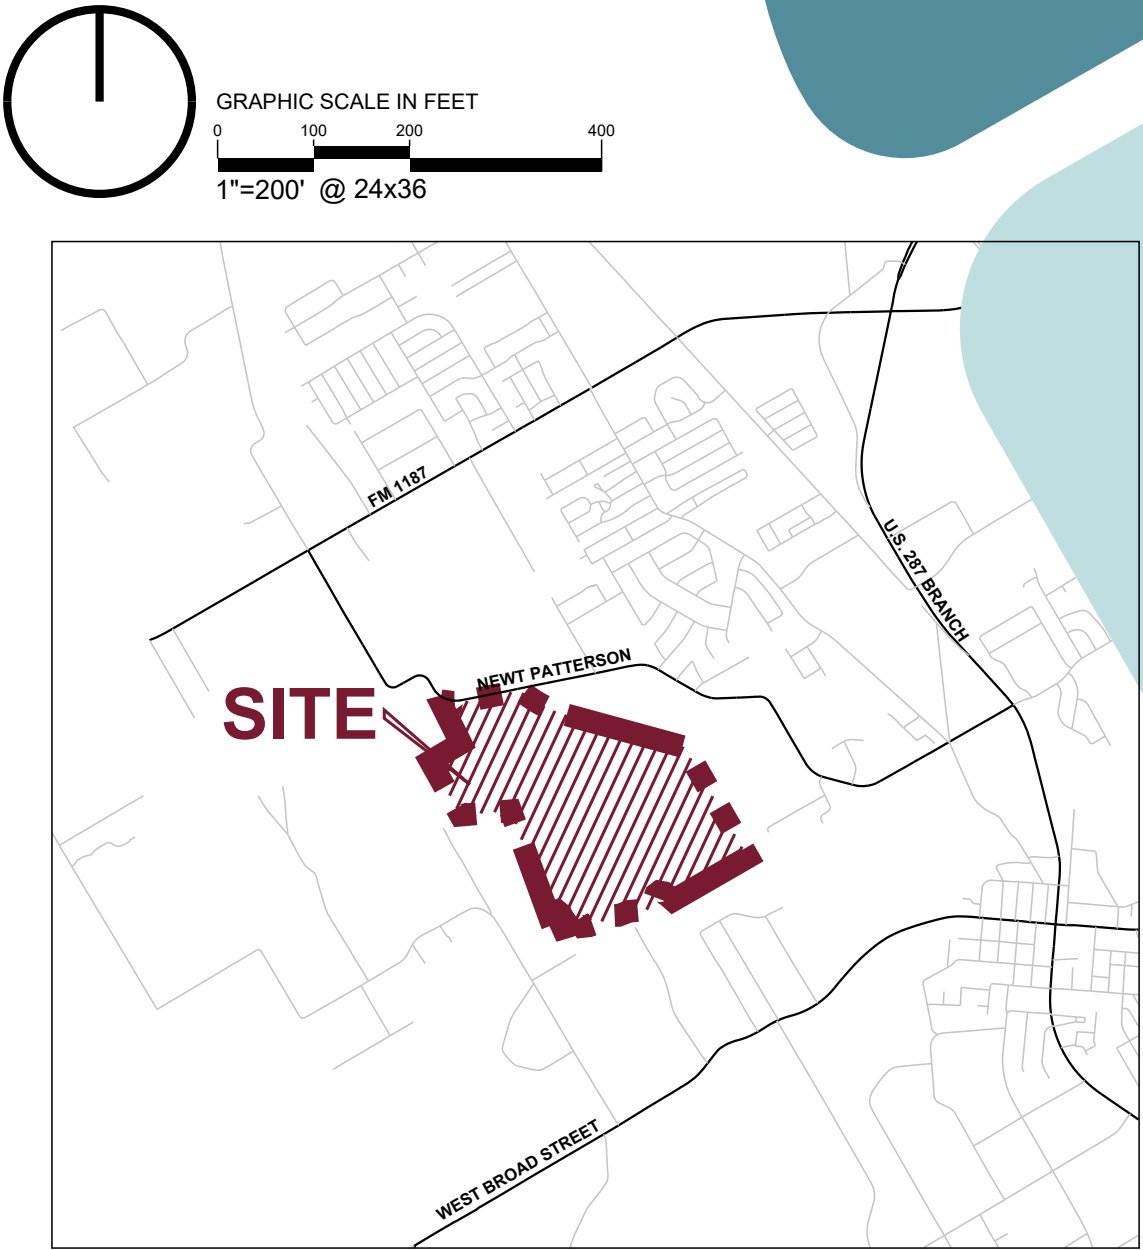 GRAPHIC SCALE IN FEET
0 100 200 400
1"=200' @ 24x36
FM 1187
U.S. 287 BRANCH
NEWT PATTERSON
SITE
WEST BROAD STREET